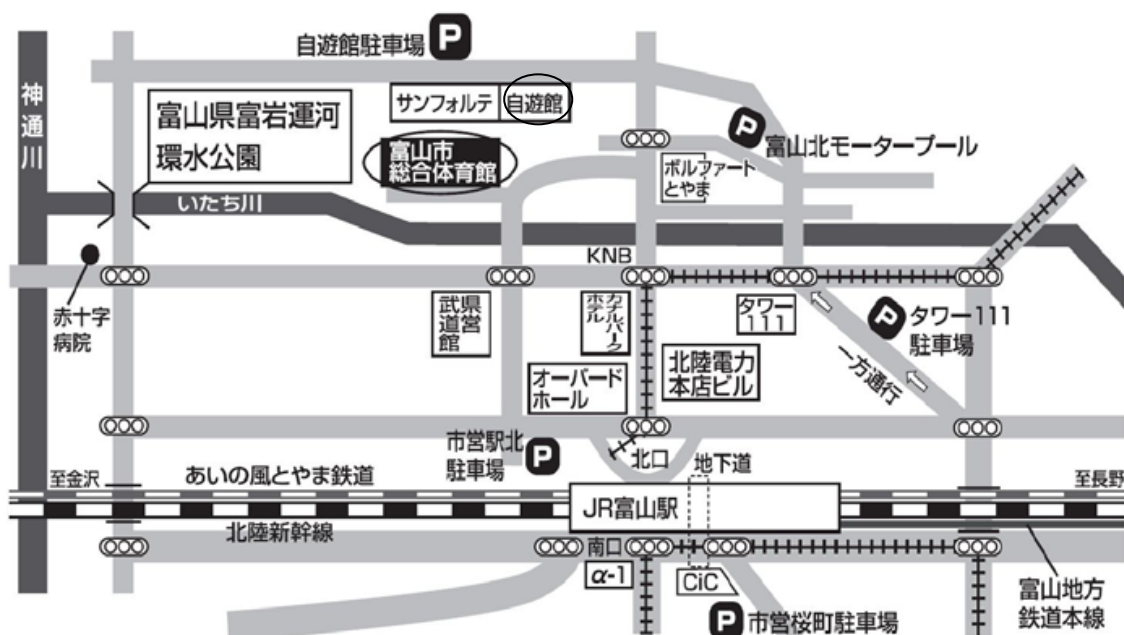 自遊館駐車場 P
神通川
サンフォルテ 自遊館
富山県富岩運河
環水公園
富山市
総合体育館
P 富山北モータープール
ボルファート
とやま
いたち川
KNB
赤十字
病院
県営
武道館
カナルパーク
ホテル
タワー
111
P タワー111
駐車場
オーバード
ホール
北陸電力
本店ビル
一方通行
市営駅北
駐車場 P
北口
地下道
至金沢
あいの風とやま鉄道
至長野
JR富山駅
北陸新幹線
南口
α-1
CiC
富山地方
鉄道本線
P 市営桜町駐車場